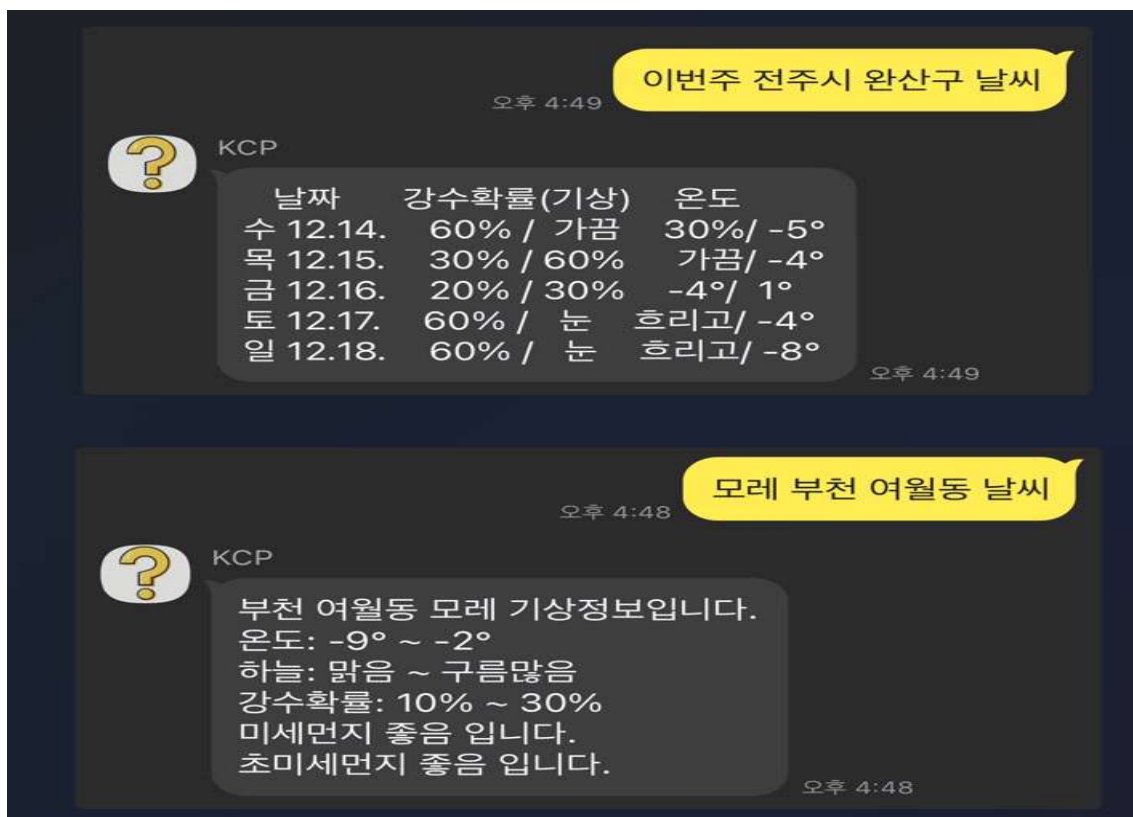 이번주 전주시 완산구 날씨
오후 4:49
KCP
날짜 강수확률(기상) 온도
수 12.14. 60% / 가끔 30%/ -5°
목 12.15. 30% / 60% 가끔/ -4°
금 12.16. 20% / 30% -4°/ 1°
토 12.17. 60% / 눈 흐리고/ -4°
일 12.18. 60% / 눈 흐리고/ -8°
오후 4:49
모레 부천 여월동 날씨
오후 4:48
KCP
부천 여월동 모레 기상정보입니다.
온도: -9° ~ -2°
하늘: 맑음 ~ 구름많음
강수확률: 10% ~ 30%
미세먼지 좋음 입니다.
초미세먼지 좋음 입니다.
오후 4:48